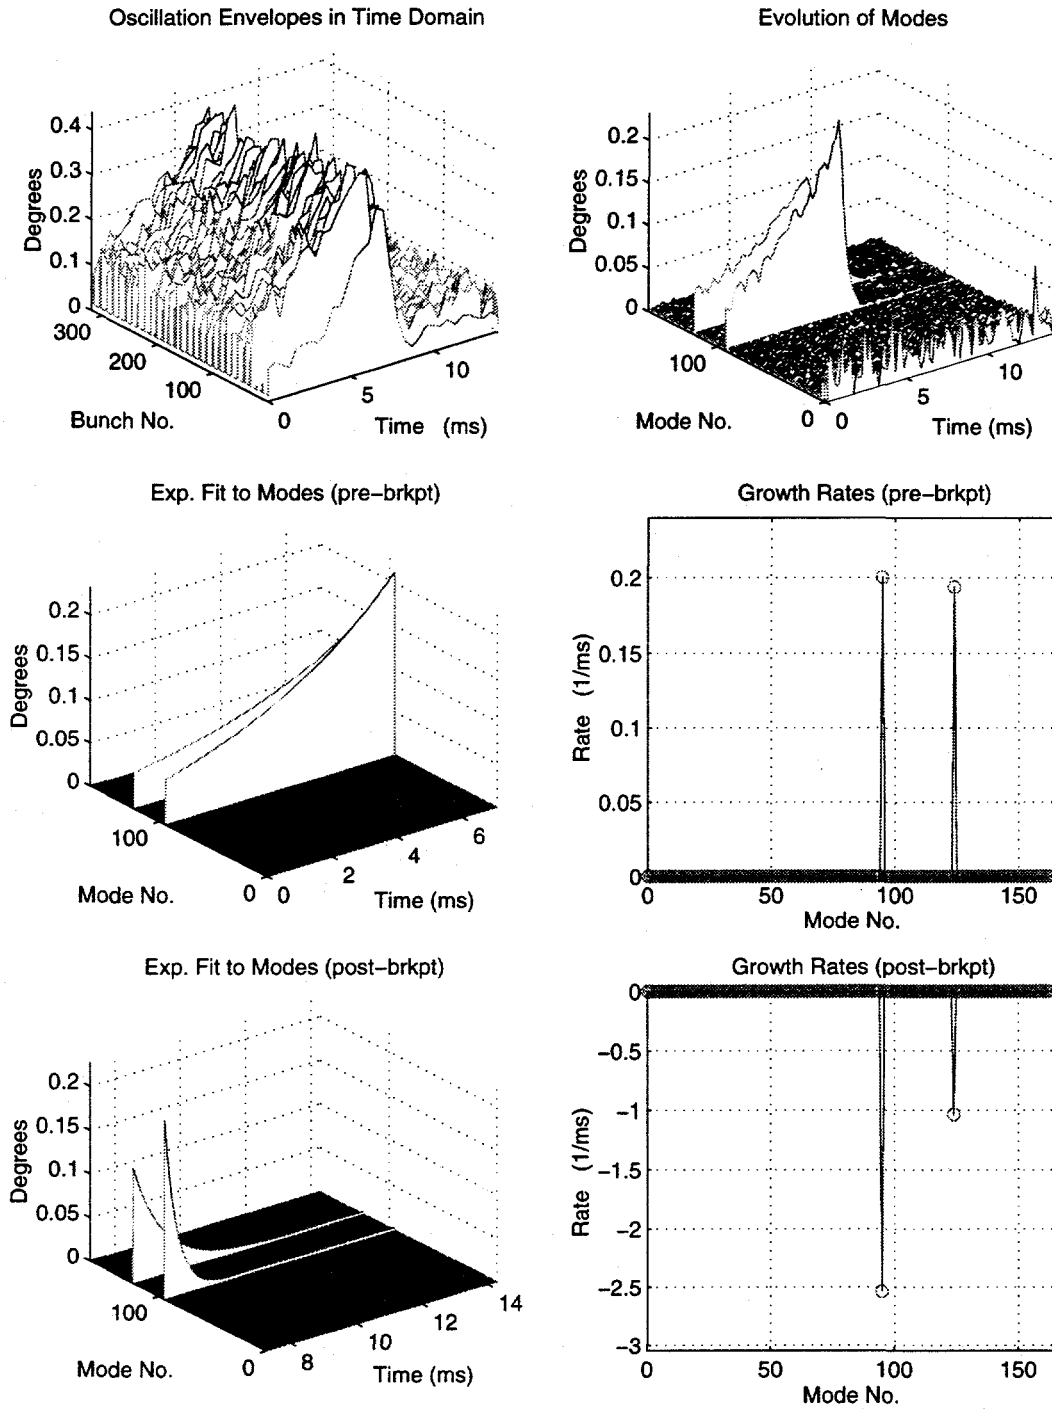 Oscillation Envelopes in Time Domain
Evolution of Modes
0.4
0.3
0.2
0.1
0
Degrees
300
200
100
0
5
10
Bunch No.
Time (ms)
0.2
0.15
0.1
0.05
0
Degrees
100
0
0
5
10
Mode No.
Time (ms)
Exp. Fit to Modes (pre-brkpt)
Growth Rates (pre-brkpt)
0.2
0.15
0.1
0.05
0
Degrees
100
0
0
2
4
6
Mode No.
Time (ms)
0.2
0.15
0.1
0.05
0
Rate (1/ms)
0
50
100
150
Mode No.
Exp. Fit to Modes (post-brkpt)
Growth Rates (post-brkpt)
0.2
0.15
0.1
0.05
0
Degrees
100
0
8
10
12
14
Mode No.
Time (ms)
0
-0.5
-1
-1.5
-2
-2.5
-3
Rate (1/ms)
0
50
100
150
Mode No.